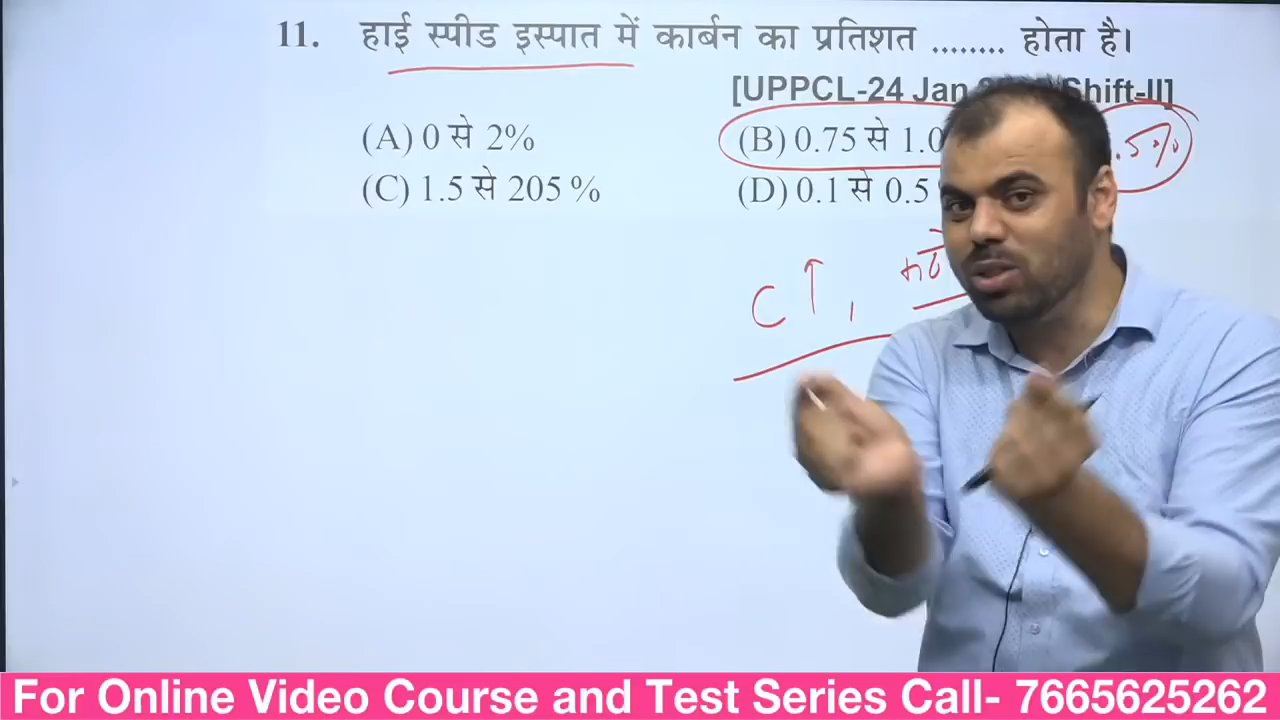 11. हाई स्पीड इस्पात में कार्बन का प्रतिशत ........ होता है।
[UPPCL-24 Jan Shift-II]
(A) 0 से 2% (B) 0.75 से 1.0 .5%
(C) 1.5 से 205 % (D) 0.1 से 0.5
C↑,
For Online Video Course and Test Series Call- 7665625262